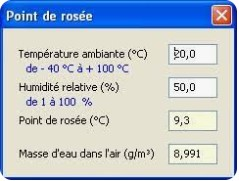 Point de rosée
Température ambiante (°C) 20,0
de - 40 °C à + 100 °C
Humidité relative (%) 50,0
de 1 à 100 %
Point de rosée (°C) 9,3
Masse d'eau dans l'air (g/m³) 8,991